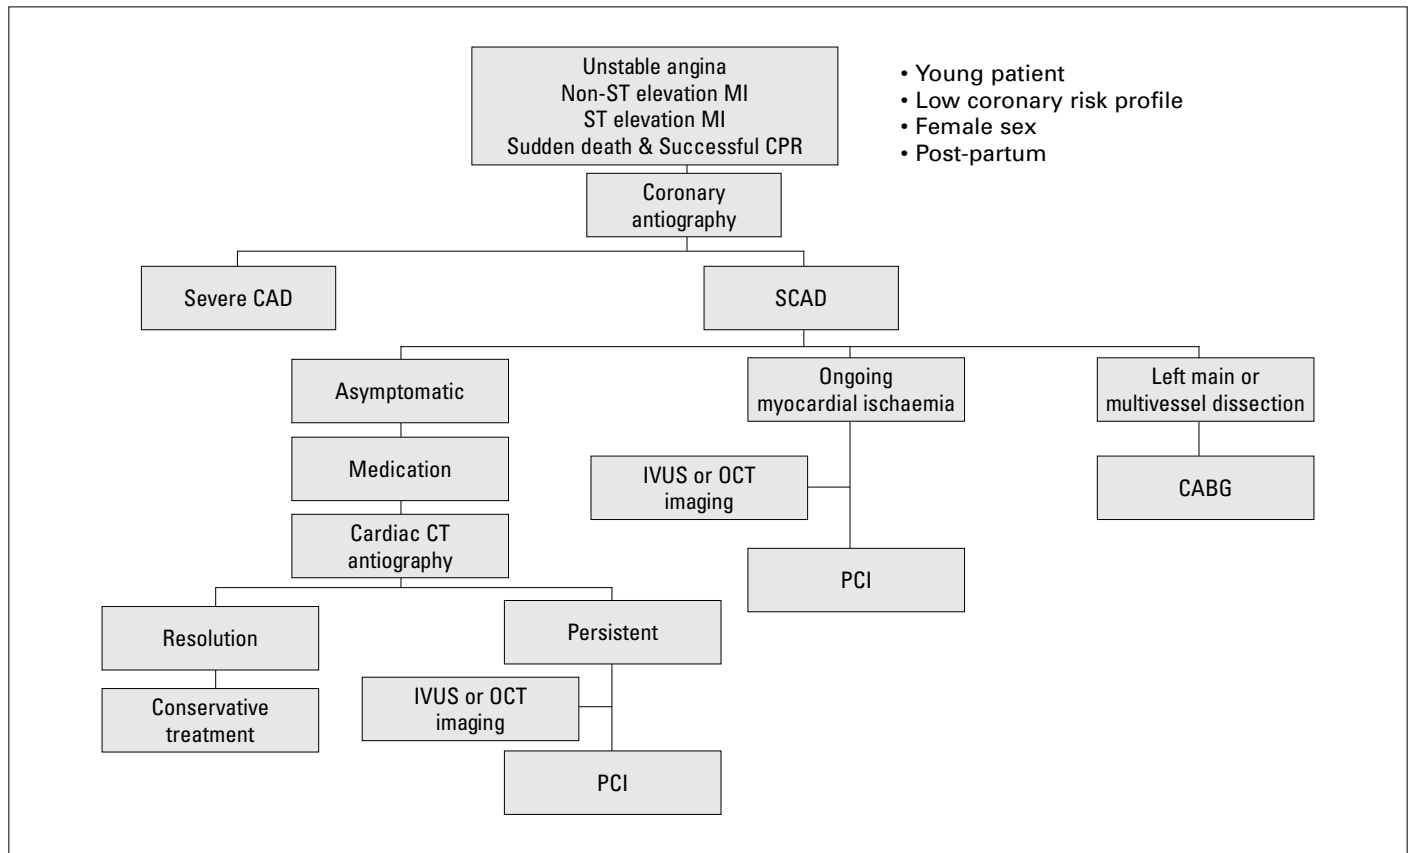 Unstable angina
Non-ST elevation MI
ST elevation MI
Sudden death & Successful CPR
• Young patient
• Low coronary risk profile
• Female sex
• Post-partum
Coronary
antiography
Severe CAD
SCAD
Asymptomatic
Ongoing
myocardial ischaemia
Left main or
multivessel dissection
Medication
IVUS or OCT
imaging
CABG
Cardiac CT
antiography
PCI
Resolution
Persistent
Conservative
treatment
IVUS or OCT
imaging
PCI